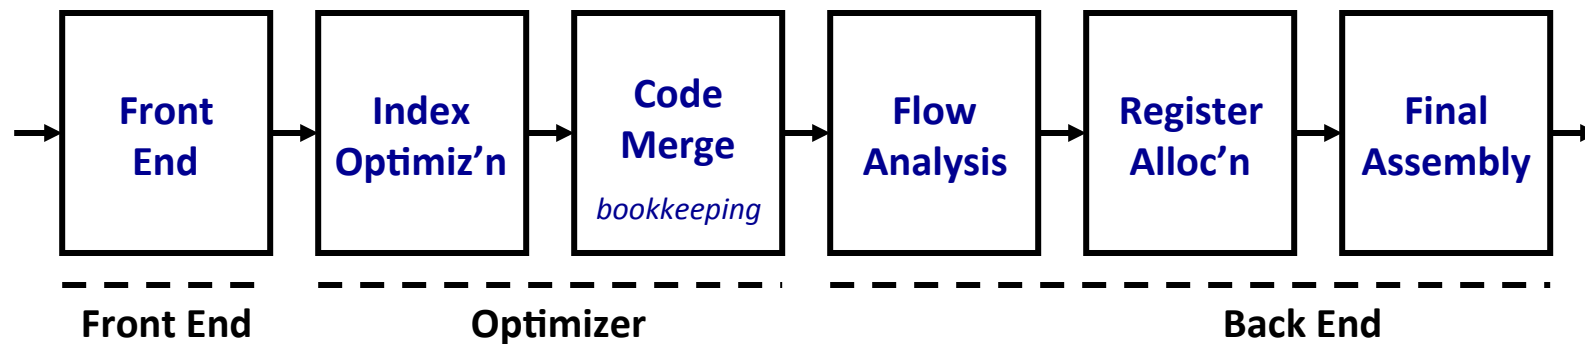 Front
End
Index
Optimiz’n
Code
Merge
bookkeeping
Flow
Analysis
Register
Alloc’n
Final
Assembly
Front End
Optimizer
Back End